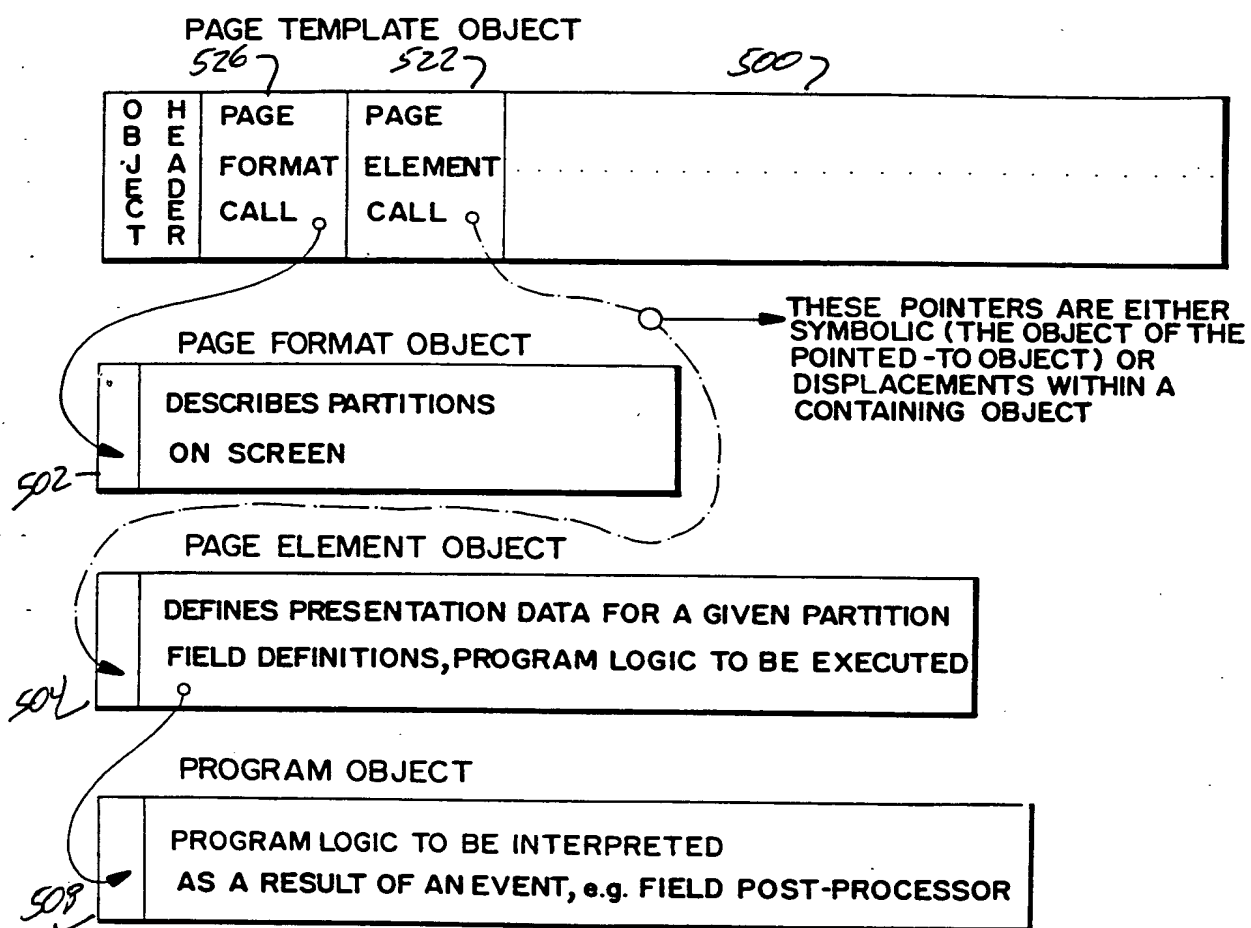 PAGE TEMPLATE OBJECT
526 522 500
OBJECT HEADER
PAGE FORMAT CALL
PAGE ELEMENT CALL
THESE POINTERS ARE EITHER
SYMBOLIC (THE OBJECT OF THE
POINTED-TO OBJECT) OR
DISPLACEMENTS WITHIN A
CONTAINING OBJECT
PAGE FORMAT OBJECT
DESCRIBES PARTITIONS
ON SCREEN
502
PAGE ELEMENT OBJECT
DEFINES PRESENTATION DATA FOR A GIVEN PARTITION
FIELD DEFINITIONS, PROGRAM LOGIC TO BE EXECUTED
504
PROGRAM OBJECT
PROGRAM LOGIC TO BE INTERPRETED
AS A RESULT OF AN EVENT, e.g. FIELD POST-PROCESSOR